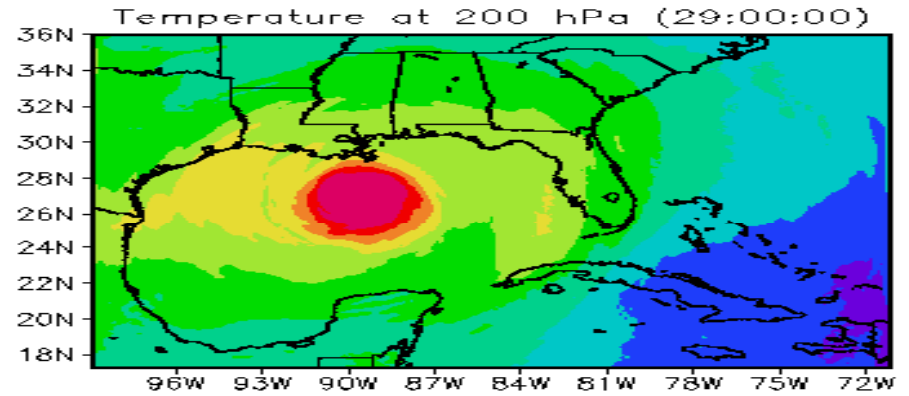 Temperature at 200 hPa (29:00:00)
36N
34N
32N
30N
28N
26N
24N
22N
20N
18N
96W 93W 90W 87W 84W 81W 78W 75W 72W